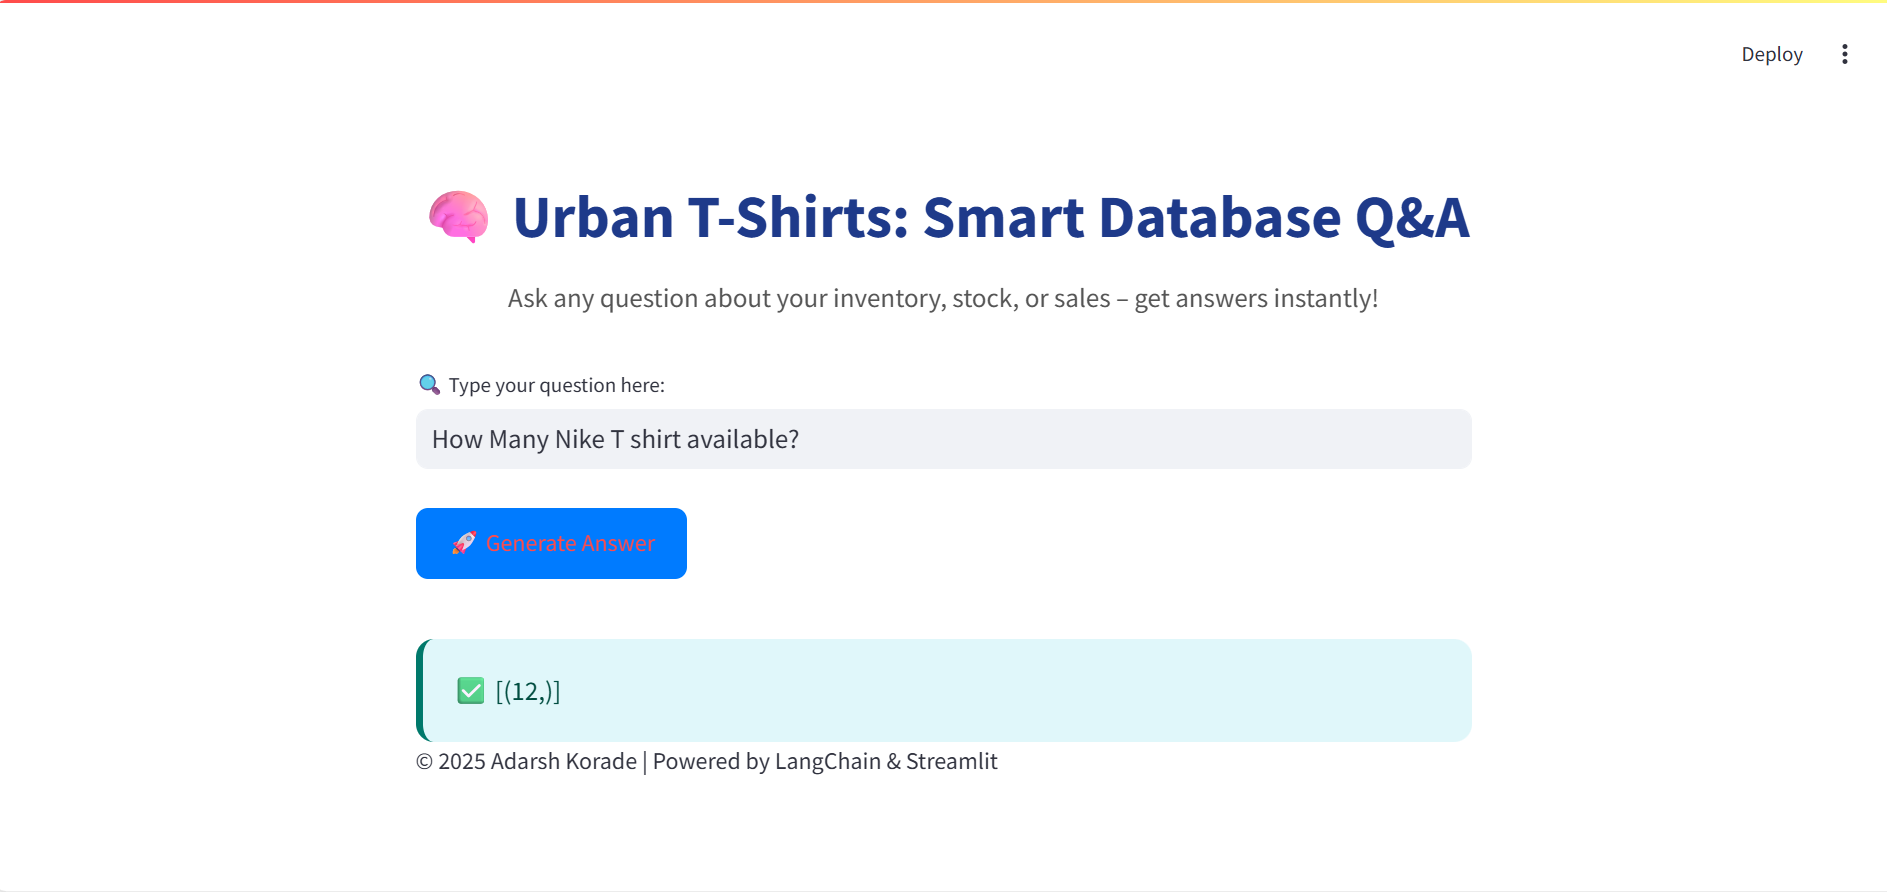 Deploy
🧠 Urban T-Shirts: Smart Database Q&A
Ask any question about your inventory, stock, or sales – get answers instantly!
🔍 Type your question here:
How Many Nike T shirt available?
🚀 Generate Answer
✅ [(12,)]
© 2025 Adarsh Korade | Powered by LangChain & Streamlit